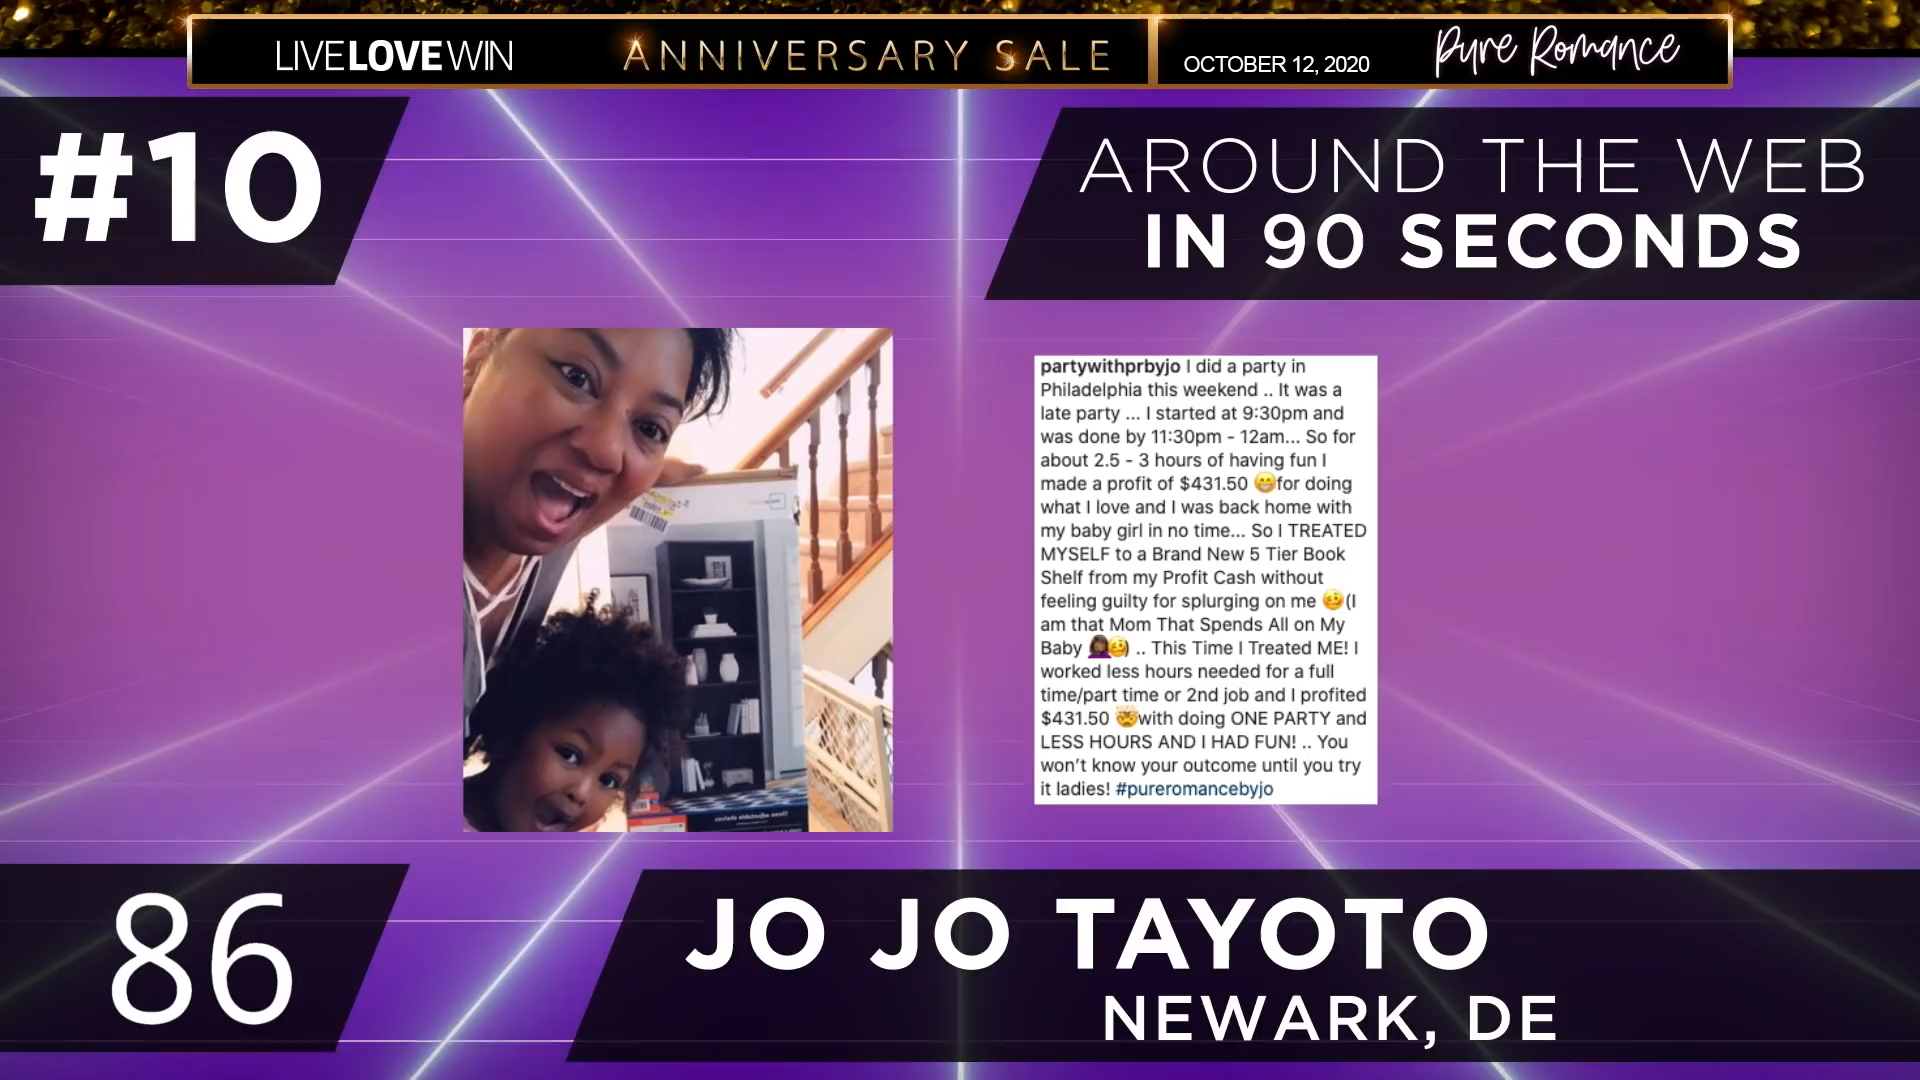 LIVELOVEWIN ANNIVERSARY SALE OCTOBER 12, 2020 Pure Romance
#10
AROUND THE WEB
IN 90 SECONDS
partywithprbyjo I did a party in
Philadelphia this weekend .. It was a
late party ... I started at 9:30pm and
was done by 11:30pm - 12am... So for
about 2.5 - 3 hours of having fun I
made a profit of $431.50 😁for doing
what I love and I was back home with
my baby girl in no time... So I TREATED
MYSELF to a Brand New 5 Tier Book
Shelf from my Profit Cash without
feeling guilty for splurging on me 🥴(I
am that Mom That Spends All on My
Baby 🤦🏾‍♀️🥴) .. This Time I Treated ME! I
worked less hours needed for a full
time/part time or 2nd job and I profited
$431.50 🤯with doing ONE PARTY and
LESS HOURS AND I HAD FUN! .. You
won't know your outcome until you try
it ladies! #pureromancebyjo
86
JO JO TAYOTO
NEWARK, DE